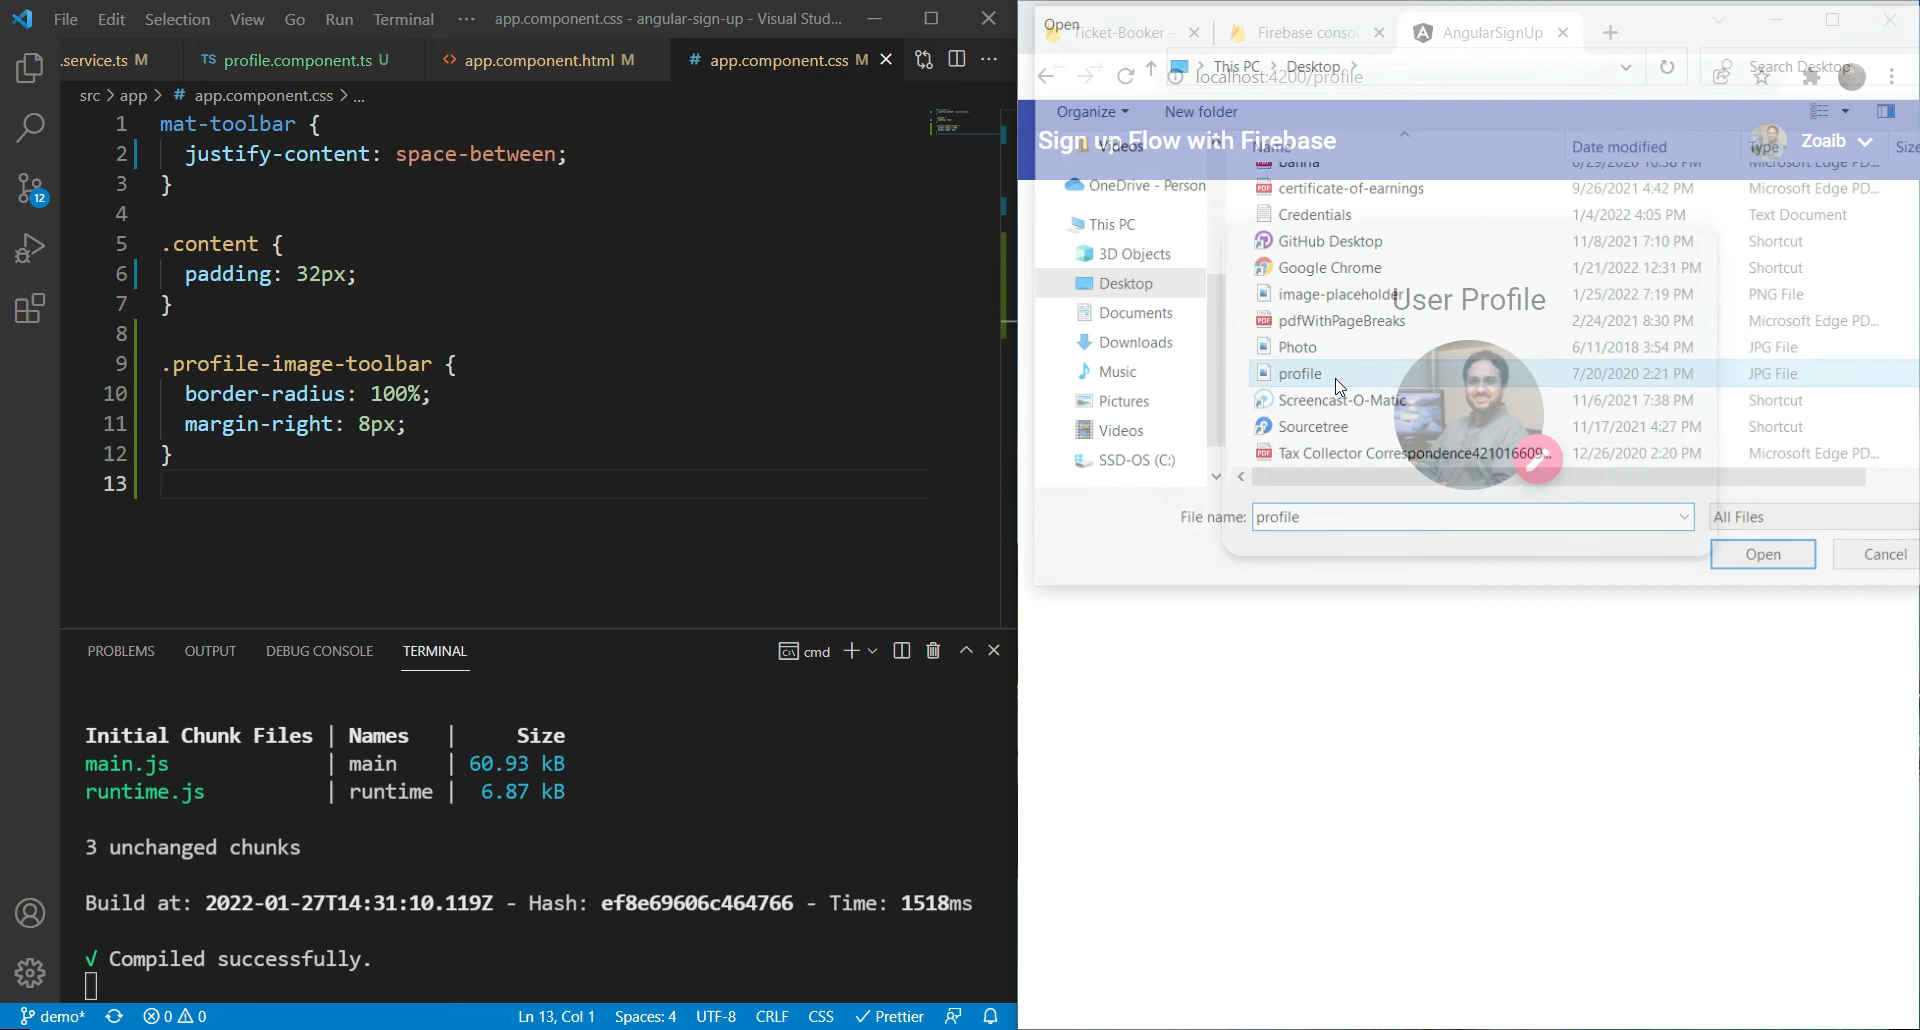 File Edit Selection View Go Run Terminal ··· app.component.css - angular-sign-up - Visual Stud...
.service.ts M TS profile.component.ts U <> app.component.html M # app.component.css M
src > app > # app.component.css > ...
1 mat-toolbar {
2 justify-content: space-between;
3 }
4
5 .content {
6 padding: 32px;
7 }
8
9 .profile-image-toolbar {
10 border-radius: 100%;
11 margin-right: 8px;
12 }
13
12
PROBLEMS OUTPUT DEBUG CONSOLE TERMINAL cmd
Initial Chunk Files | Names | Size
main.js | main | 60.93 kB
runtime.js | runtime | 6.87 kB
3 unchanged chunks
Build at: 2022-01-27T14:31:10.119Z - Hash: ef8e69606c464766 - Time: 1518ms
√ Compiled successfully.
demo* 0 0 Ln 13, Col 1 Spaces: 4 UTF-8 CRLF CSS Prettier
Open
Ticket-Booker Firebase consol AngularSignUp
This PC > Desktop > Search Desktop
localhost:4200/profile
Organize New folder
Sign up Flow with Firebase Zoaib
Name Date modified Type Size
Videos
OneDrive - Person
This PC
3D Objects
Desktop
Documents
Downloads
Music
Pictures
Videos
SSD-OS (C:)
certificate-of-earnings 9/26/2021 4:42 PM Microsoft Edge PD...
Credentials 1/4/2022 4:05 PM Text Document
GitHub Desktop 11/8/2021 7:10 PM Shortcut
Google Chrome 1/21/2022 12:31 PM Shortcut
image-placeholder 1/25/2022 7:19 PM PNG File
User Profile
pdfWithPageBreaks 2/24/2021 8:30 PM Microsoft Edge PD...
Photo 6/11/2018 3:54 PM JPG File
profile 7/20/2020 2:21 PM JPG File
Screencast-O-Matic 11/6/2021 7:38 PM Shortcut
Sourcetree 11/17/2021 4:27 PM Shortcut
Tax Collector Correspondence421016609... 12/26/2020 2:20 PM Microsoft Edge PD...
File name: profile All Files
Open Cancel